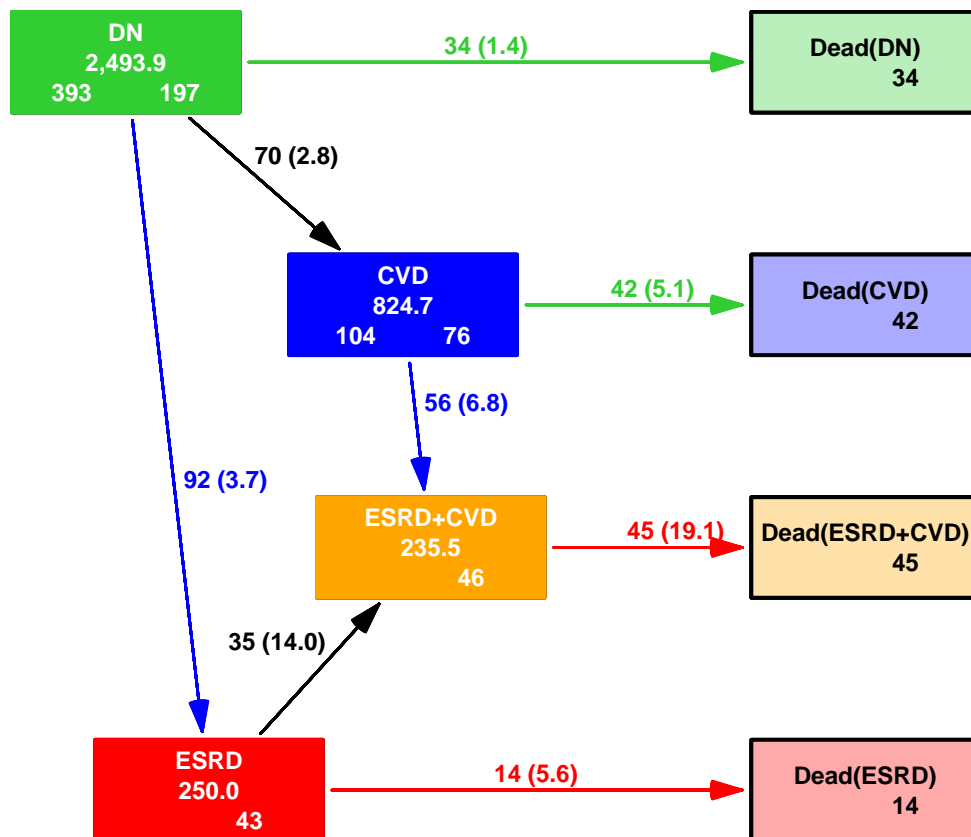 DN
2,493.9
393 197
34 (1.4)
Dead(DN)
34
70 (2.8)
CVD
824.7
104 76
42 (5.1)
Dead(CVD)
42
56 (6.8)
92 (3.7)
ESRD+CVD
235.5
46
45 (19.1)
Dead(ESRD+CVD)
45
35 (14.0)
ESRD
250.0
43
14 (5.6)
Dead(ESRD)
14